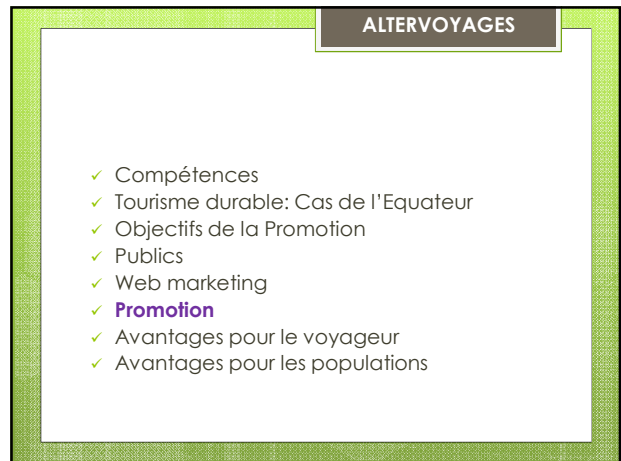 ALTERVOYAGES
✓ Compétences
✓ Tourisme durable: Cas de l'Equateur
✓ Objectifs de la Promotion
✓ Publics
✓ Web marketing
✓ Promotion
✓ Avantages pour le voyageur
✓ Avantages pour les populations